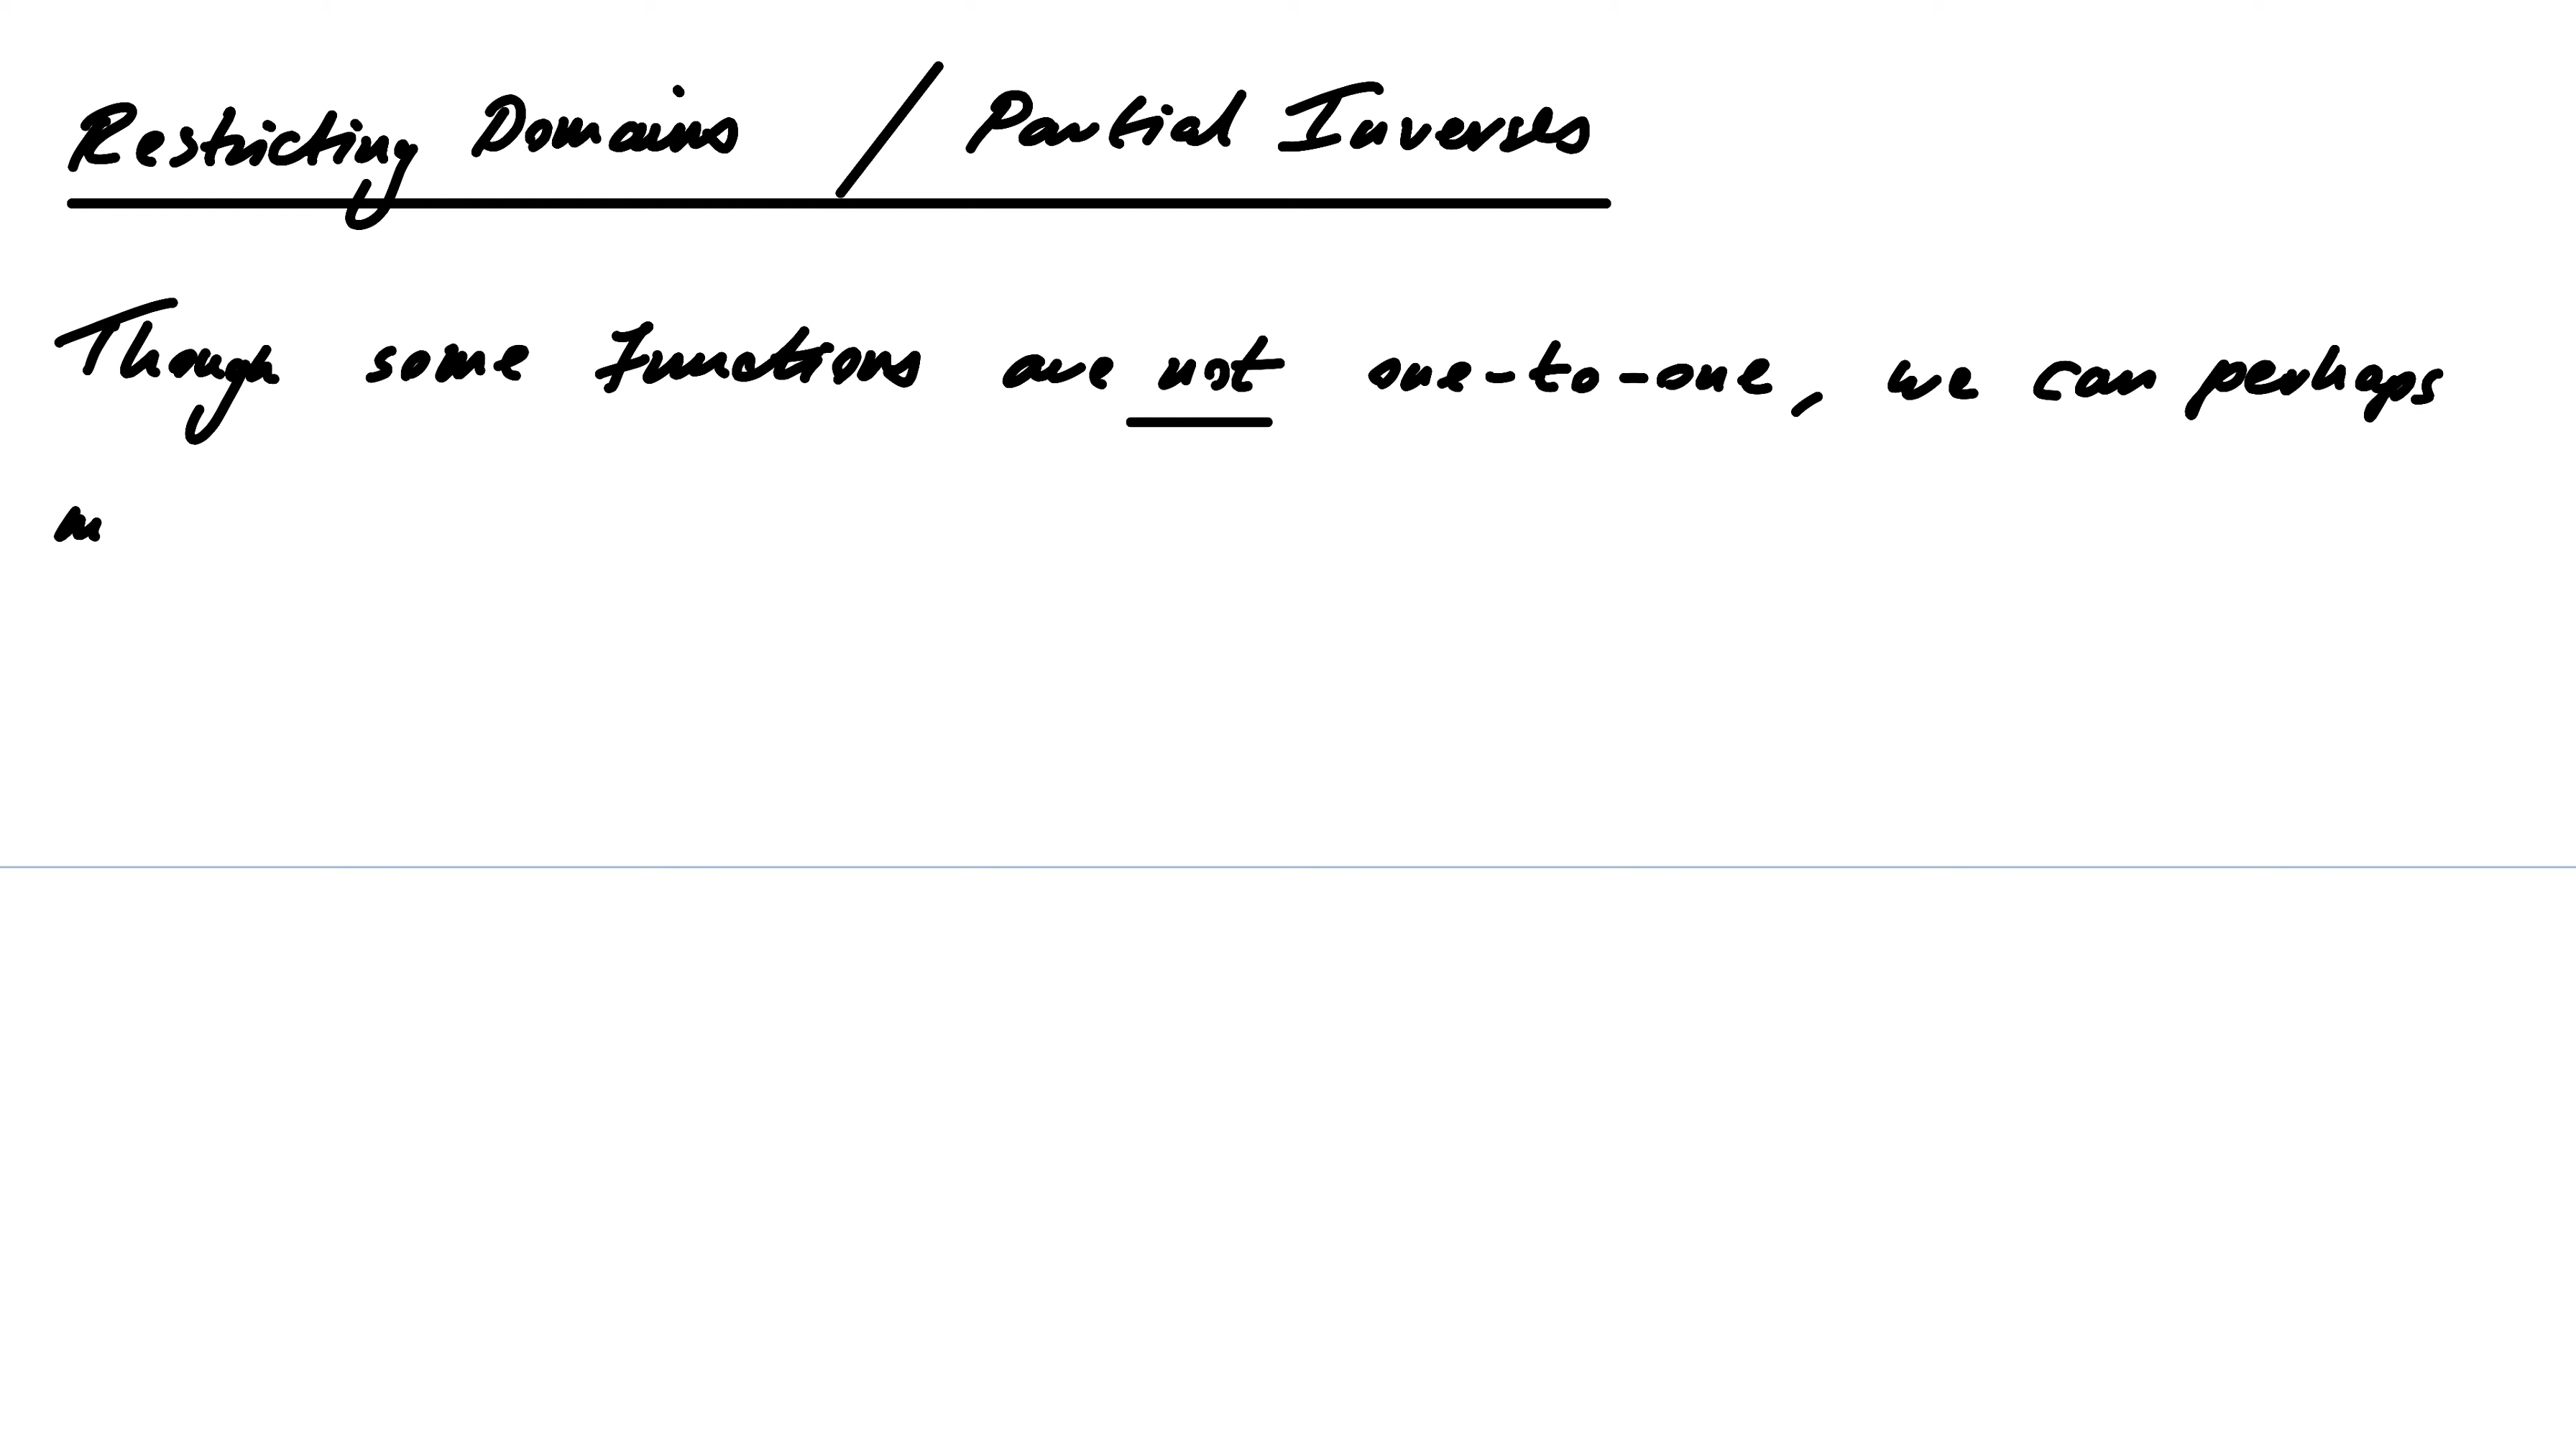 Restricting Domains / Partial Inverses
Though some functions are not one-to-one, we can perhaps
m